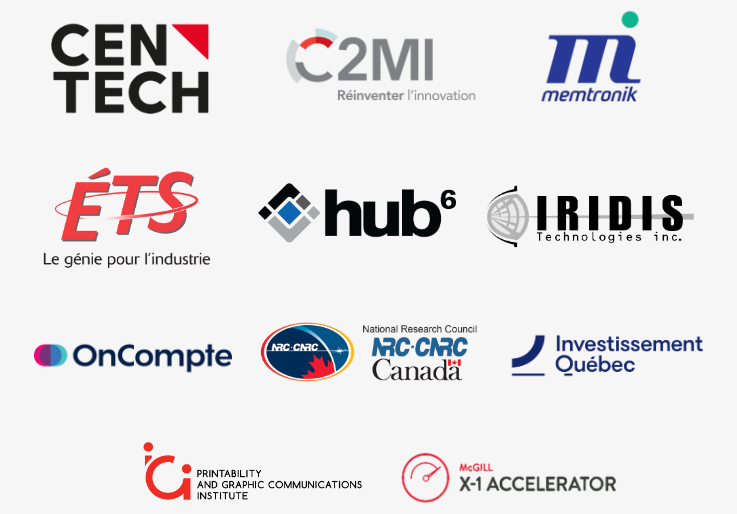 CEN
TECH
C2MI
Réinventer l'innovation
memtronik
ÉTS
Le génie pour l'industrie
hub6
IRIDIS
Technologies inc.
OnCompte
NRC·CNRC
National Research Council
NRC·CNRC
Canada
Investissement
Québec
PRINTABILITY
AND GRAPHIC COMMUNICATIONS
INSTITUTE
McGILL
X-1 ACCELERATOR